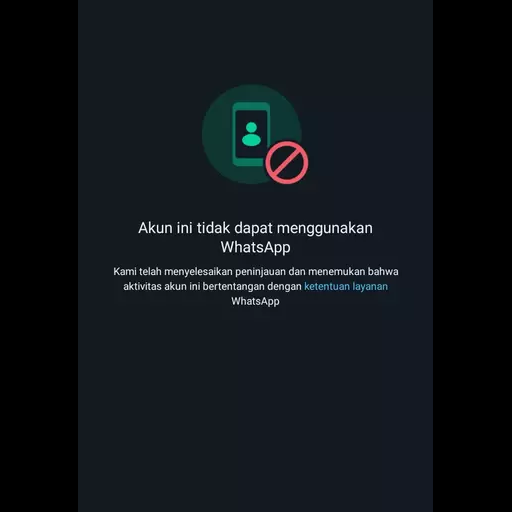 Akun ini tidak dapat menggunakan
WhatsApp
Kami telah menyelesaikan peninjauan dan menemukan bahwa
aktivitas akun ini bertentangan dengan ketentuan layanan
WhatsApp